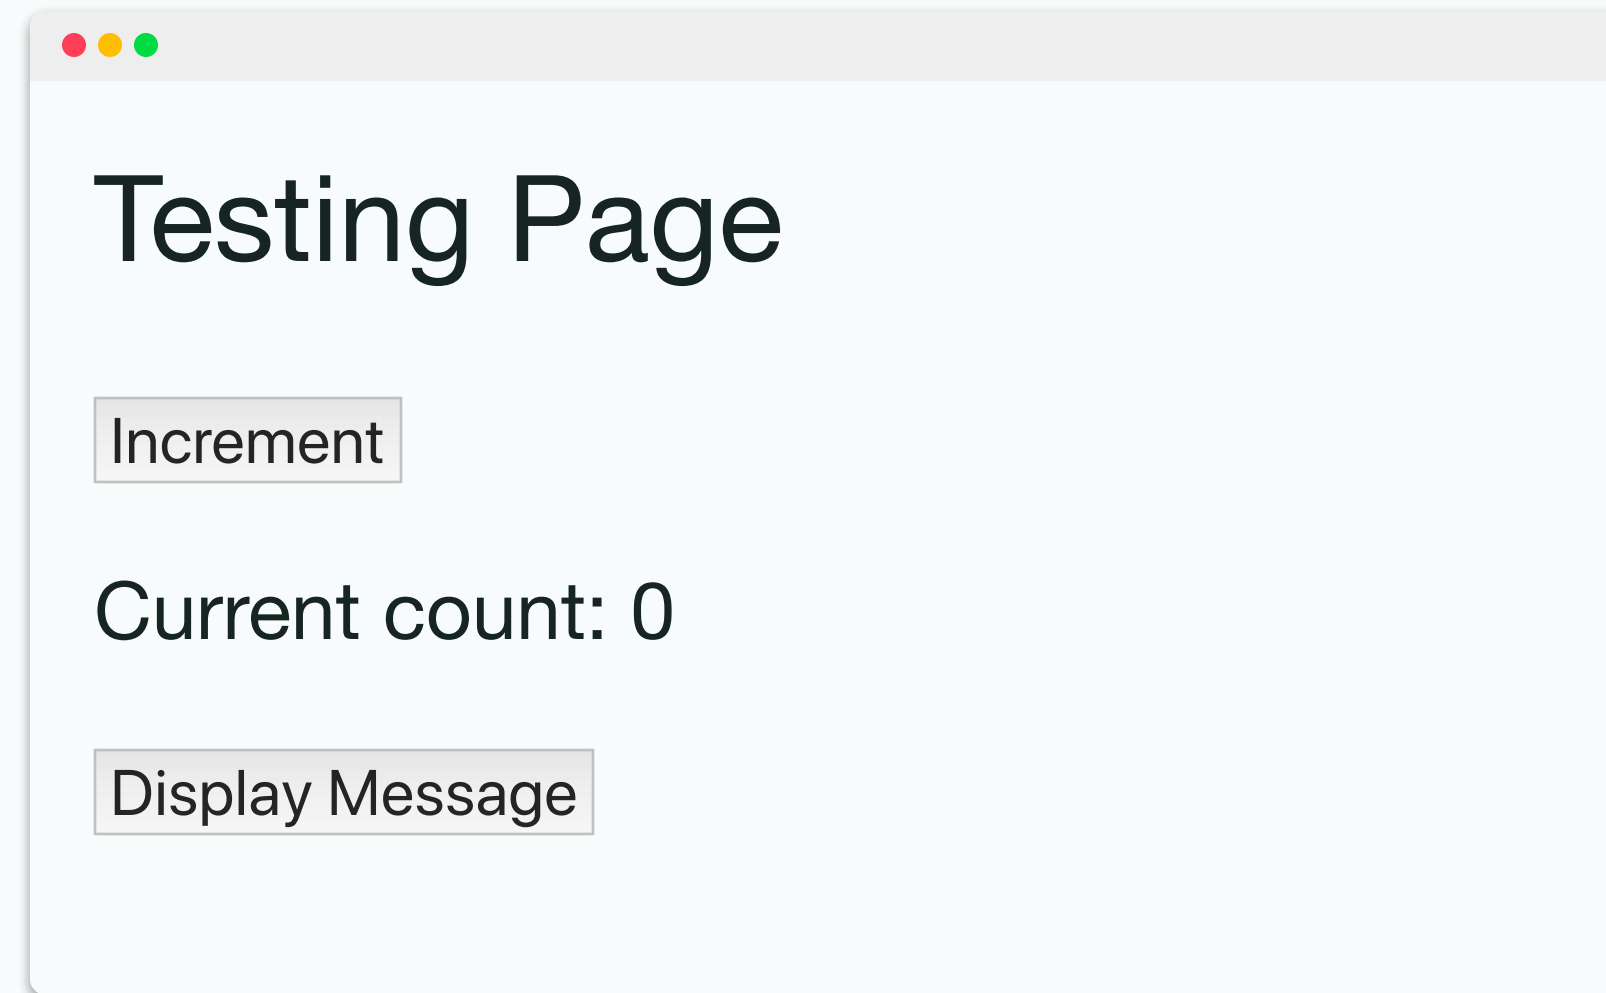 Testing Page
Increment
Current count: 0
Display Message